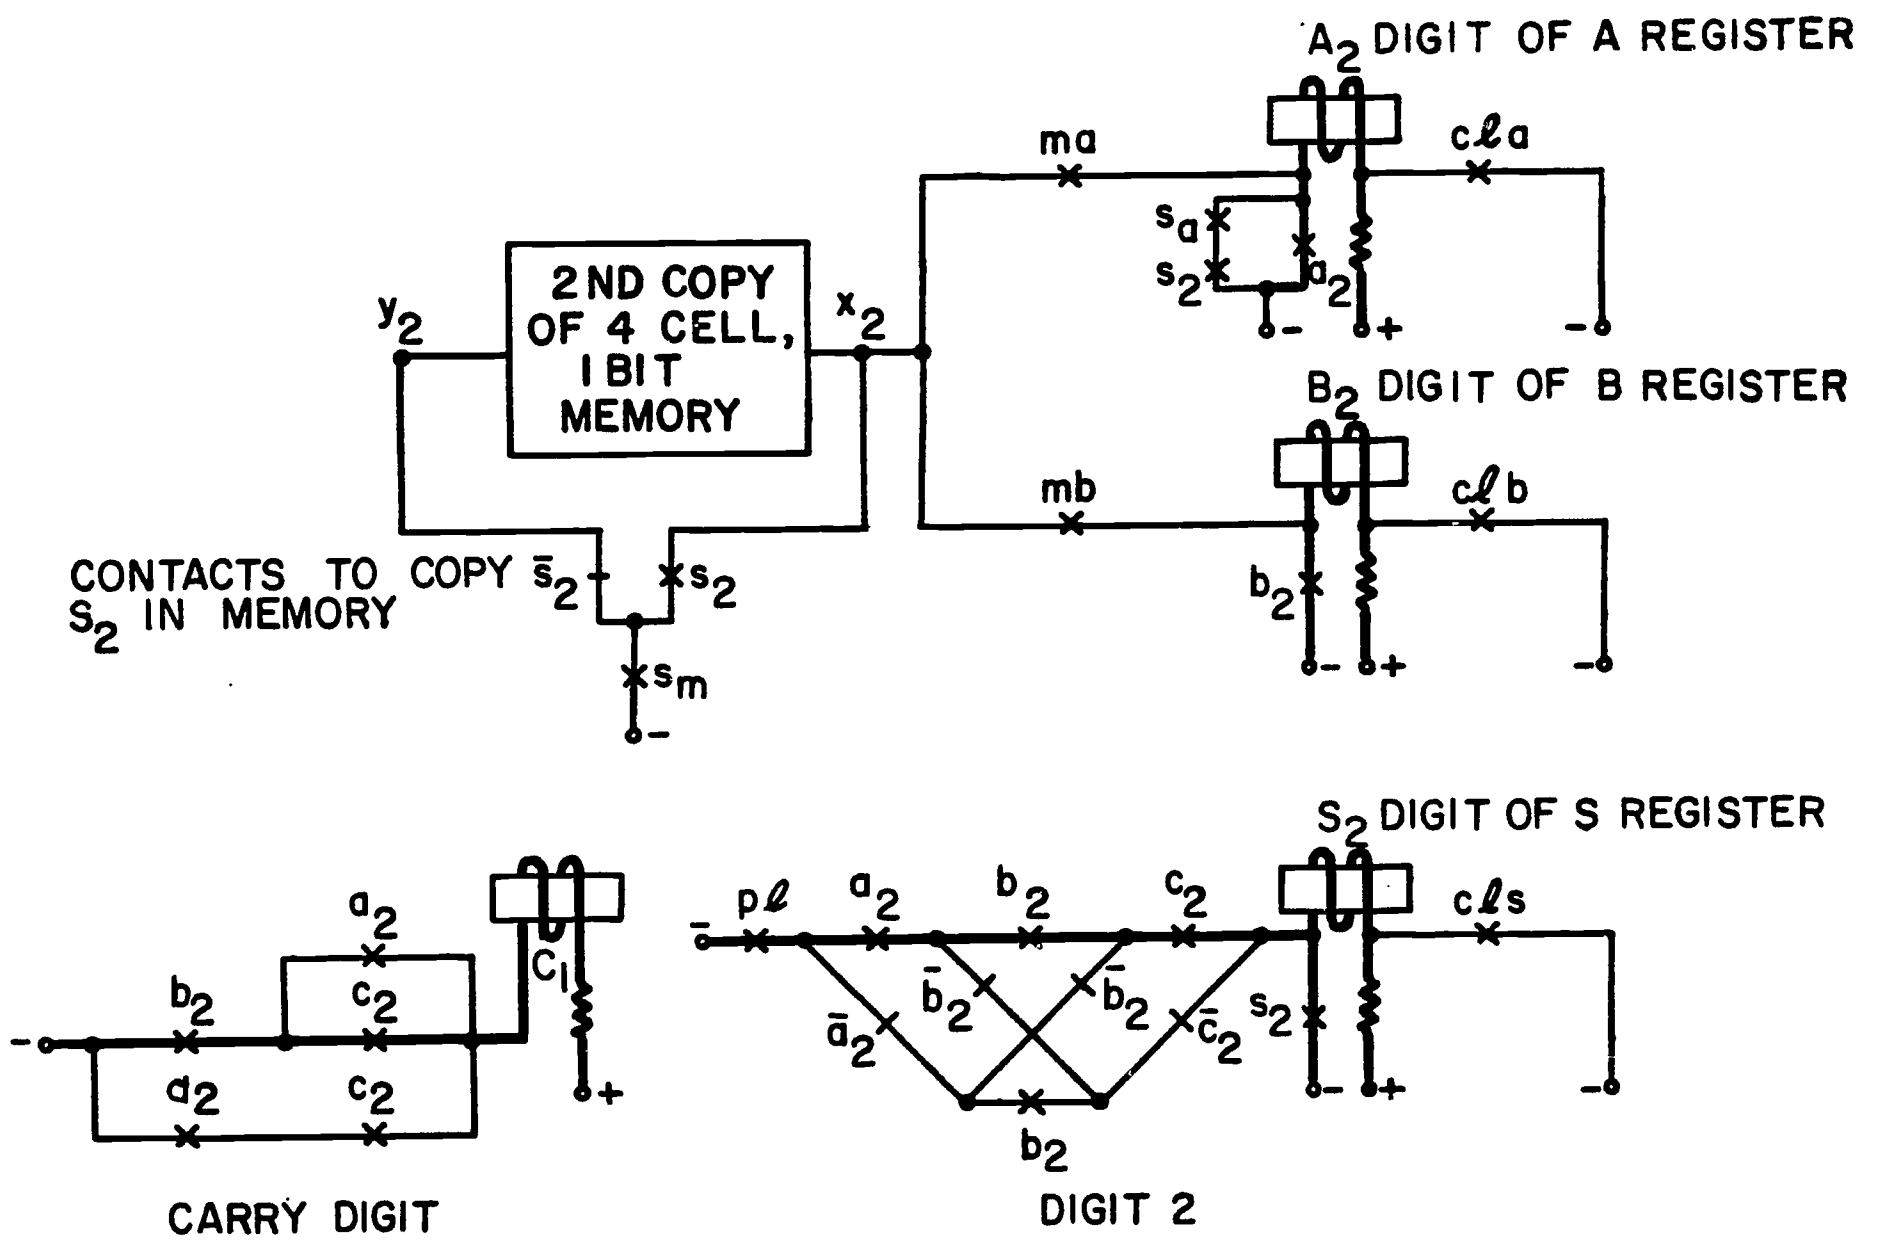 A2 DIGIT OF A REGISTER
ma
cla
sa
s2
a2
-
+
-
y2
2ND COPY
OF 4 CELL,
1 BIT
MEMORY
x2
B2 DIGIT OF B REGISTER
mb
clb
b2
-
+
-
CONTACTS TO COPY
S2 IN MEMORY
s̄2
s2
sm
-
S2 DIGIT OF S REGISTER
a2
b2
c2
a2
c2
C1
-
+
CARRY DIGIT
-
pl
a2
b2
c2
cls
ā2
b̄2
b̄2
c̄2
s2
b2
-
+
-
DIGIT 2